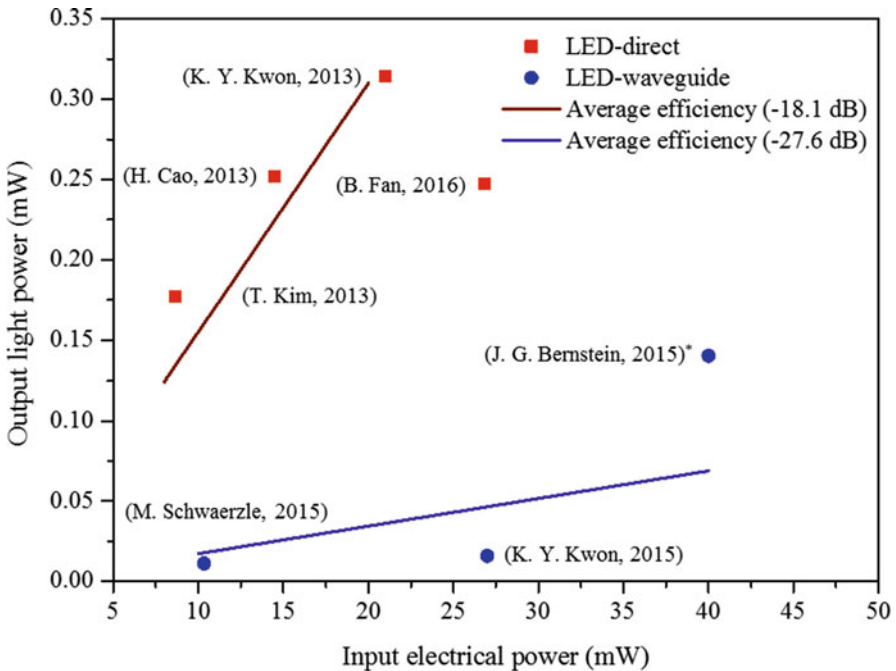 Output light power (mW)
0.35
0.30
0.25
0.20
0.15
0.10
0.05
0.00
LED-direct
LED-waveguide
Average efficiency (-18.1 dB)
Average efficiency (-27.6 dB)
(K. Y. Kwon, 2013)
(H. Cao, 2013)
(B. Fan, 2016)
(T. Kim, 2013)
(J. G. Bernstein, 2015)*
(M. Schwaerzle, 2015)
(K. Y. Kwon, 2015)
5 10 15 20 25 30 35 40 45 50
Input electrical power (mW)